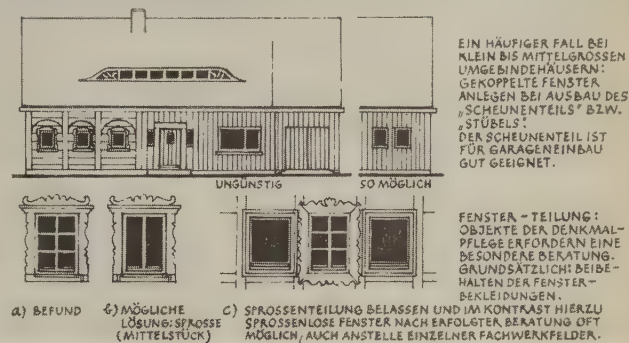 EIN HÄUFIGER FALL BEI
KLEIN BIS MITTELGROSSEN
UMGEBINDEHÄUSERN:
GEKOPPELTE FENSTER
ANLEGEN BEI AUSBAU DES
„SCHEUNENTEILS" BZW.
„STÜBELS".
DER SCHEUNENTEIL IST
FÜR GARAGENEINBAU
GUT GEEIGNET.
UNGÜNSTIG
SO MÖGLICH
FENSTER - TEILUNG:
OBJEKTE DER DENKMAL-
PFLEGE ERFORDERN EINE
BESONDERE BERATUNG.
GRUNDSÄTZLICH: BEIBE-
HALTEN DER FENSTER-
BEKLEIDUNGEN.
a) BEFUND
b) MÖGLICHE
LÖSUNG: SPROSSE
(MITTELSTÜCK)
c) SPROSSENTEILUNG BELASSEN UND IM KONTRAST HIERZU
SPROSSENLOSE FENSTER NACH ERFOLGTER BERATUNG OFT
MÖGLICH, AUCH ANSTELLE EINZELNER FACHWERKFELDER.